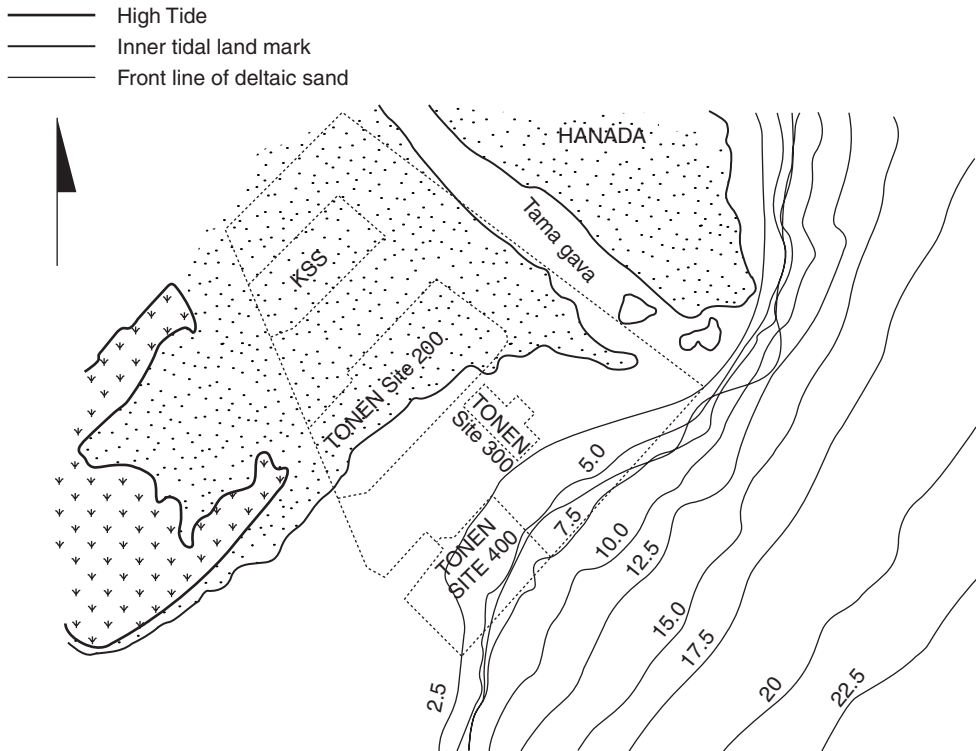 High Tide
Inner tidal land mark
Front line of deltaic sand
HANADA
Tama gava
KSS
TONEN Site 200
TONEN
Site 300
TONEN
SITE 400
5.0
7.5
10.0
12.5
15.0
17.5
2.5
20
22.5